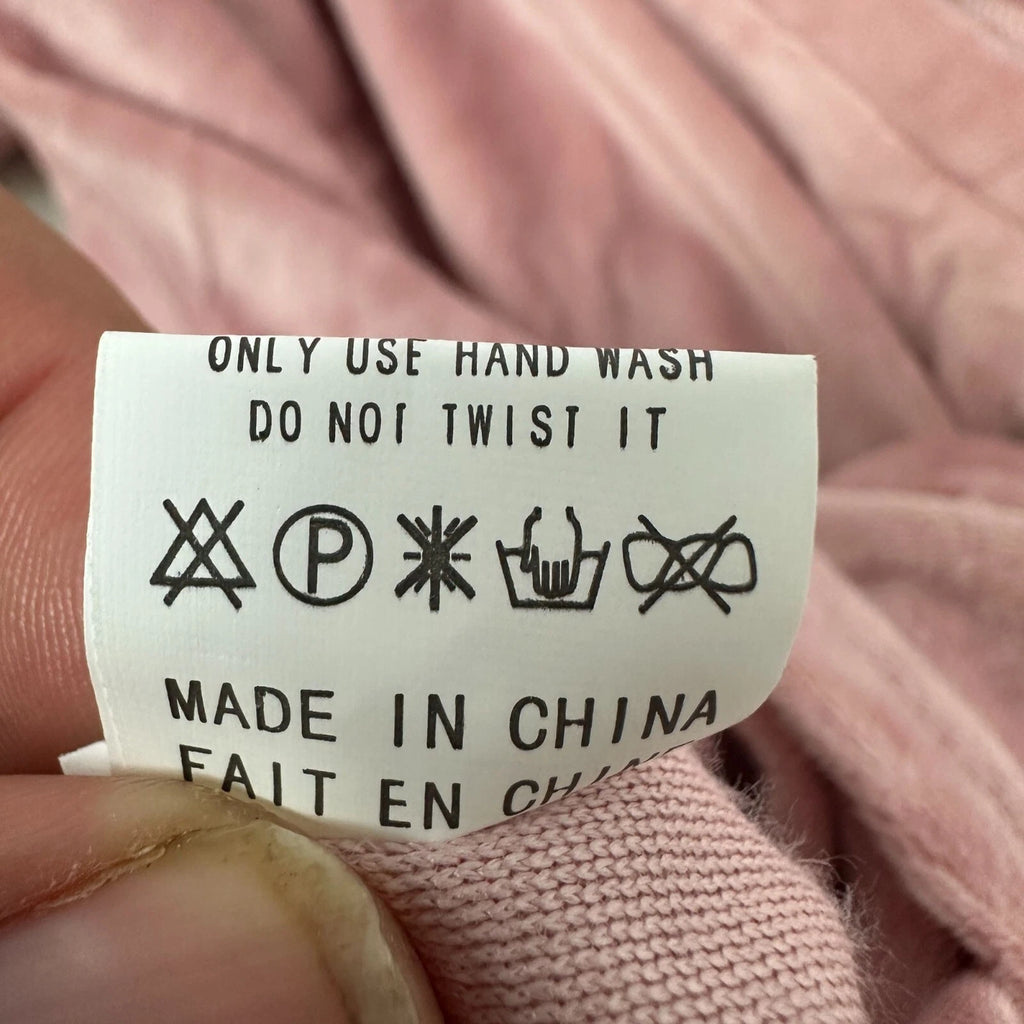 ONLY USE HAND WASH
DO NOT TWIST IT
P
MADE IN CHINA
FAIT EN